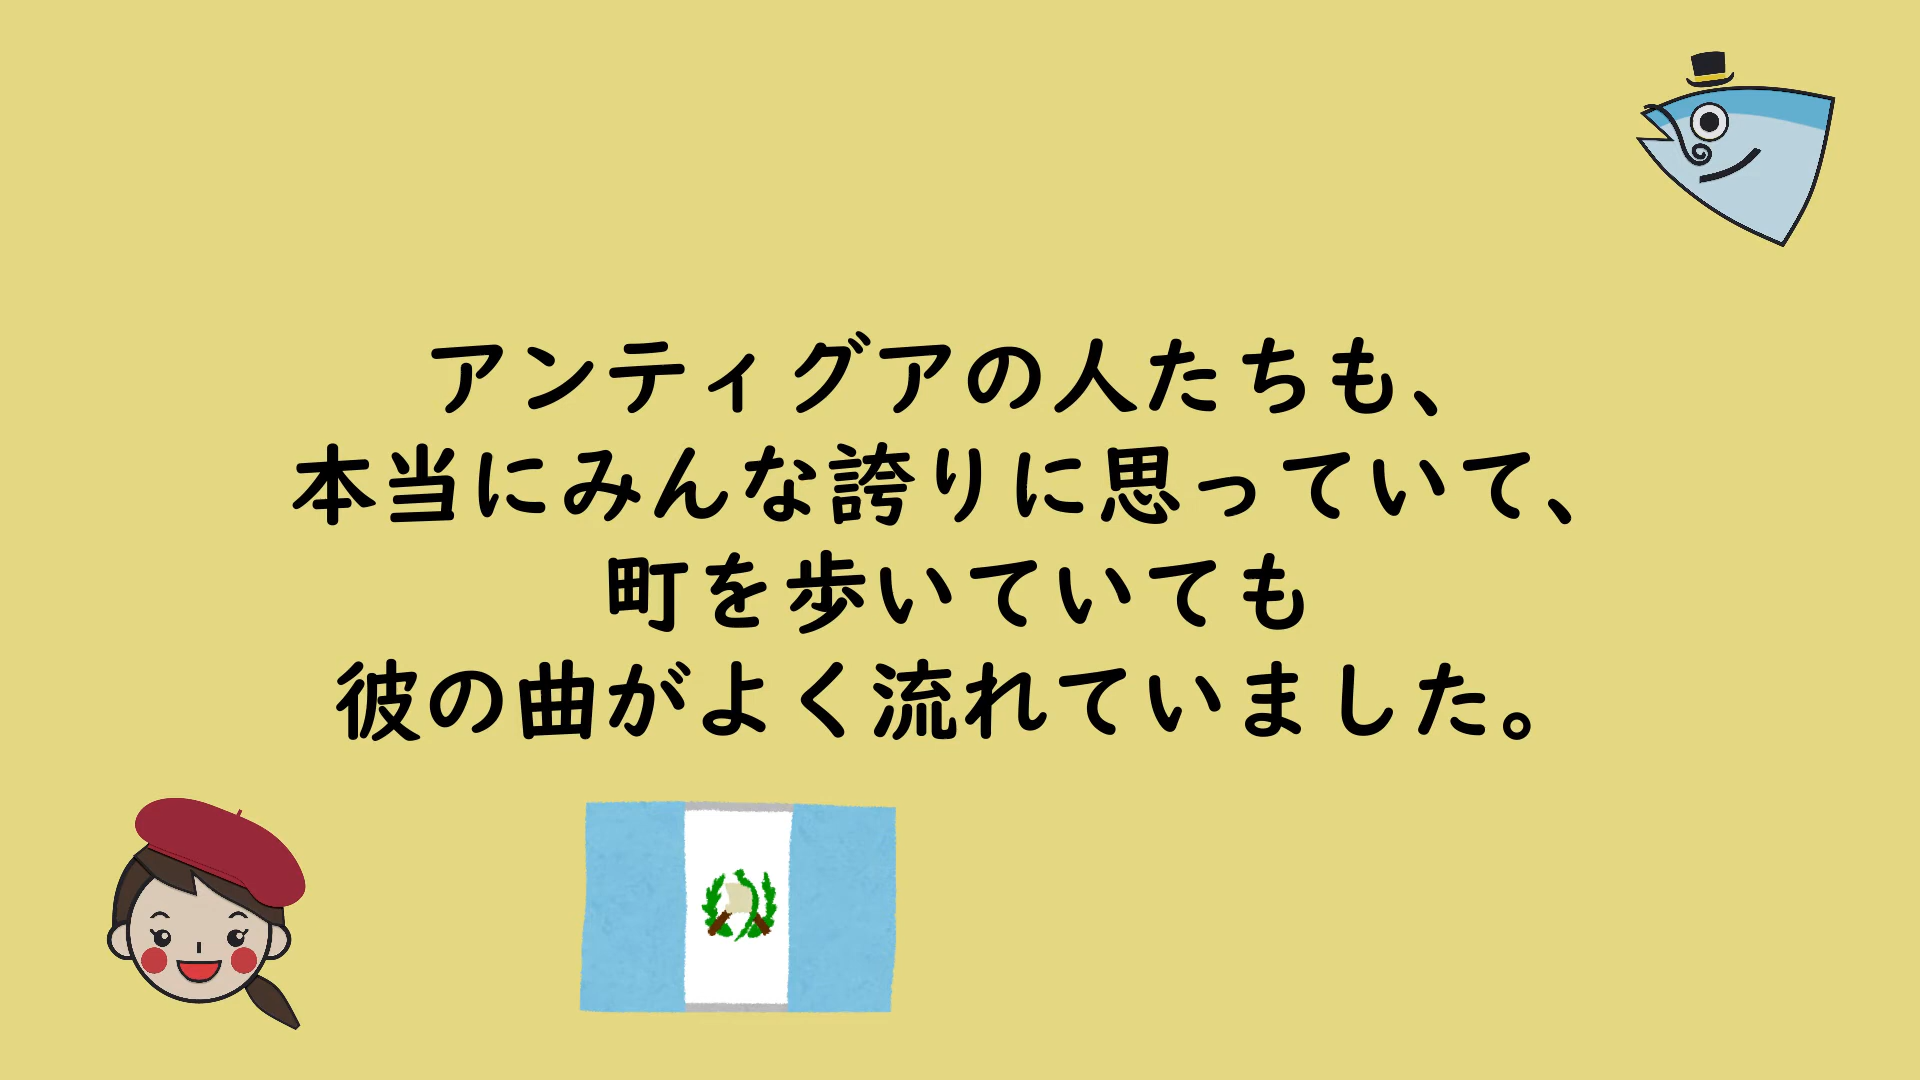 アンティグアの人たちも、
本当にみんな誇りに思っていて、
町を歩いていても
彼の曲がよく流れていました。